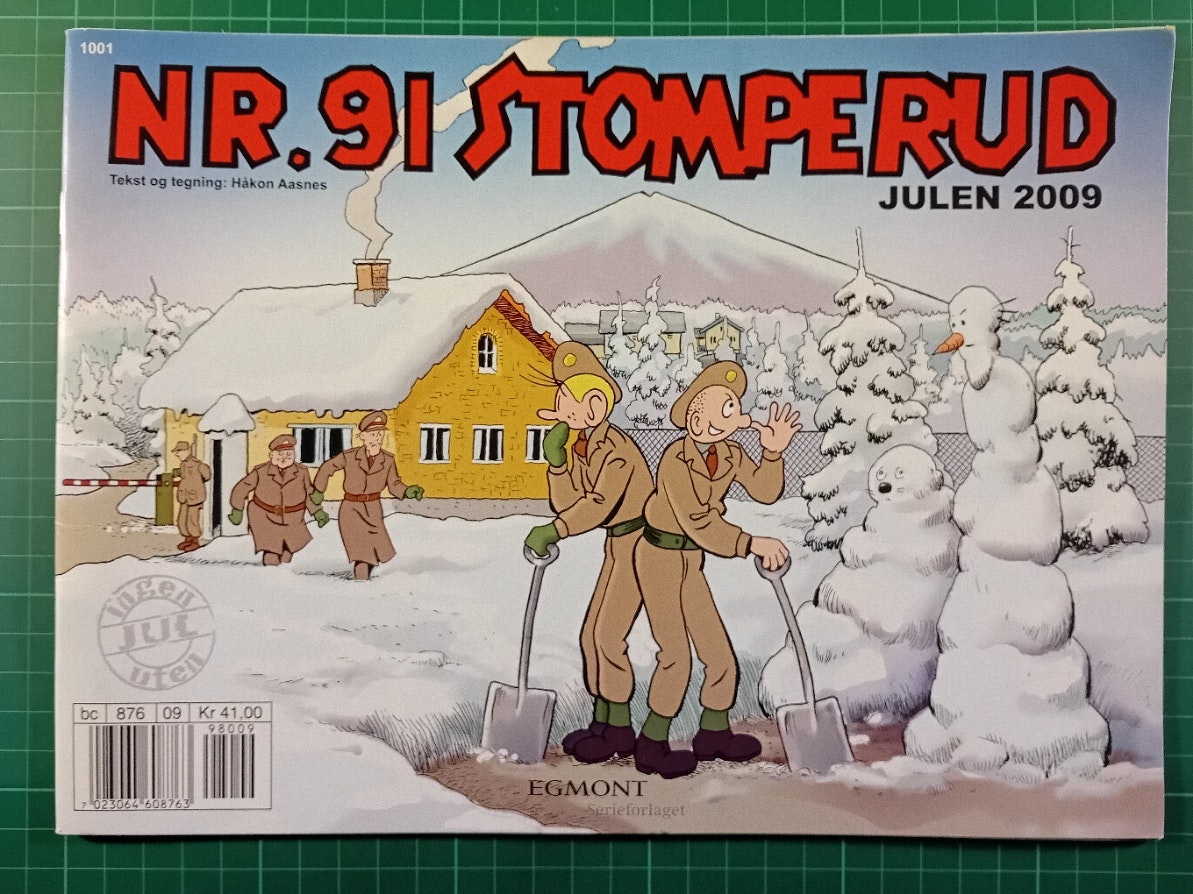 1001
NR. 91 STOMPERUD
Tekst og tegning: Håkon Aasnes
JULEN 2009
Ingen
JUL
uten
bc 876 09 Kr 41,00
98009
7 023064 608763
EGMONT
Serieforlaget